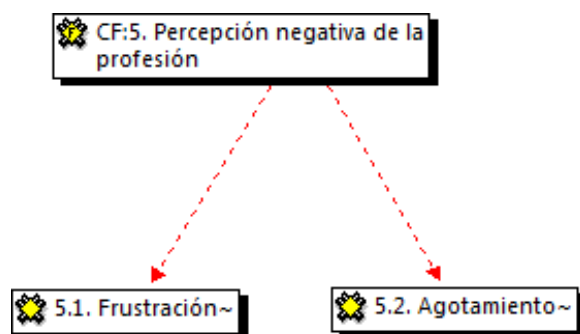 CF:5. Percepción negativa de la
profesión
5.1. Frustración~
5.2. Agotamiento~